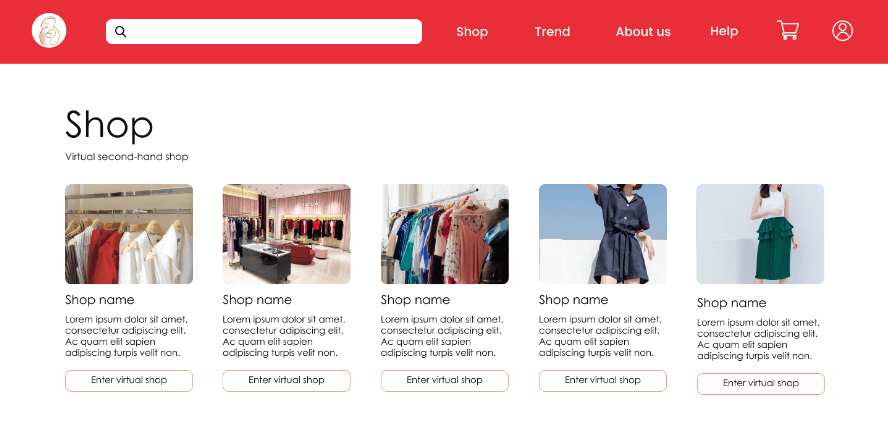 Shop
Trend
About us
Help
Shop
Virtual second-hand shop
Shop name
Lorem ipsum dolor sit amet,
consectetur adipiscing elit.
Ac quam elit sapien
adipiscing turpis velit non.
Enter virtual shop
Shop name
Lorem ipsum dolor sit amet,
consectetur adipiscing elit.
Ac quam elit sapien
adipiscing turpis velit non.
Enter virtual shop
Shop name
Lorem ipsum dolor sit amet,
consectetur adipiscing elit.
Ac quam elit sapien
adipiscing turpis velit non.
Enter virtual shop
Shop name
Lorem ipsum dolor sit amet,
consectetur adipiscing elit.
Ac quam elit sapien
adipiscing turpis velit non.
Enter virtual shop
Shop name
Lorem ipsum dolor sit amet,
consectetur adipiscing elit.
Ac quam elit sapien
adipiscing turpis velit non.
Enter virtual shop